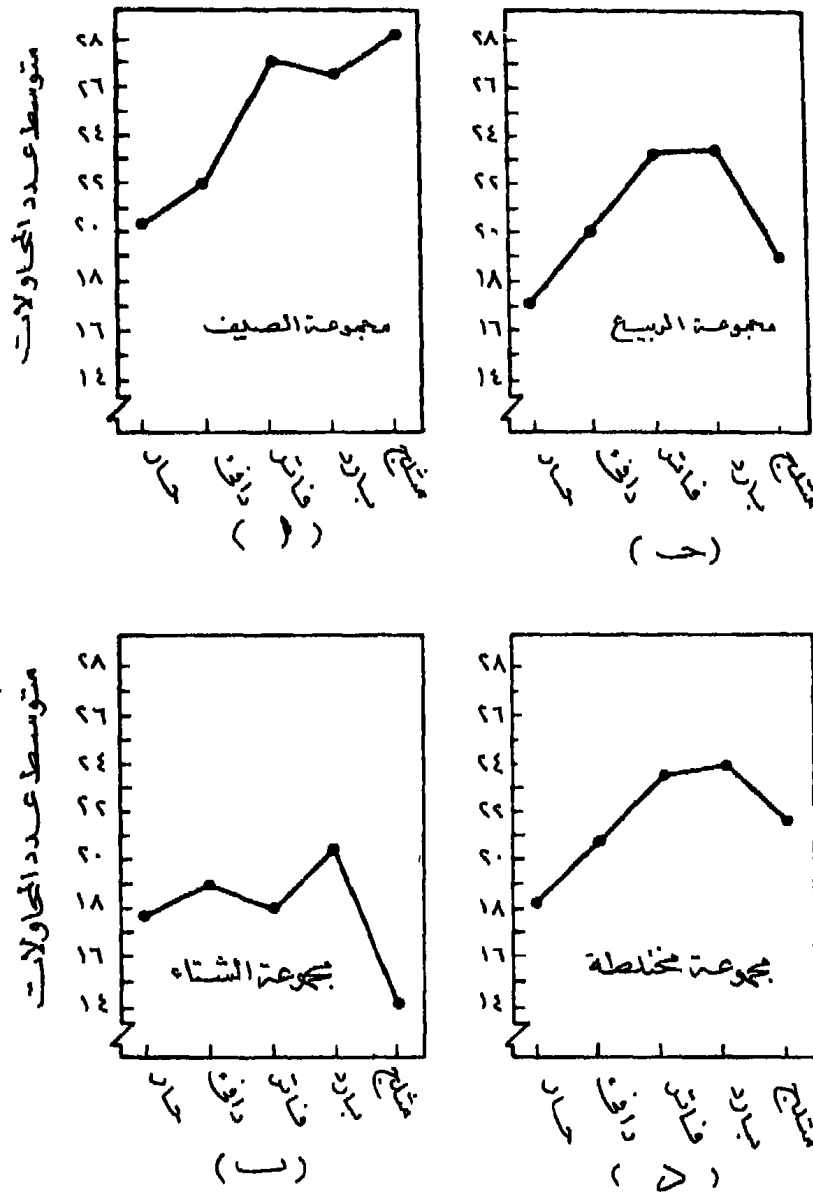 متوسط عدد المحاولات
٢٨
٢٦
٢٤
٢٢
٢٠
١٨
١٦
١٤
مجموعة الصيف
حار
دافئ
فاتر
بارد
مثلج
(أ)
٢٨
٢٦
٢٤
٢٢
٢٠
١٨
١٦
١٤
مجموعة الربيع
حار
دافئ
فاتر
بارد
مثلج
(حـ)
متوسط عدد المحاولات
٢٨
٢٦
٢٤
٢٢
٢٠
١٨
١٦
١٤
مجموعة الشتاء
حار
دافئ
فاتر
بارد
مثلج
(ب)
٢٨
٢٦
٢٤
٢٢
٢٠
١٨
١٦
١٤
مجموعة مختلطة
حار
دافئ
فاتر
بارد
مثلج
(د)